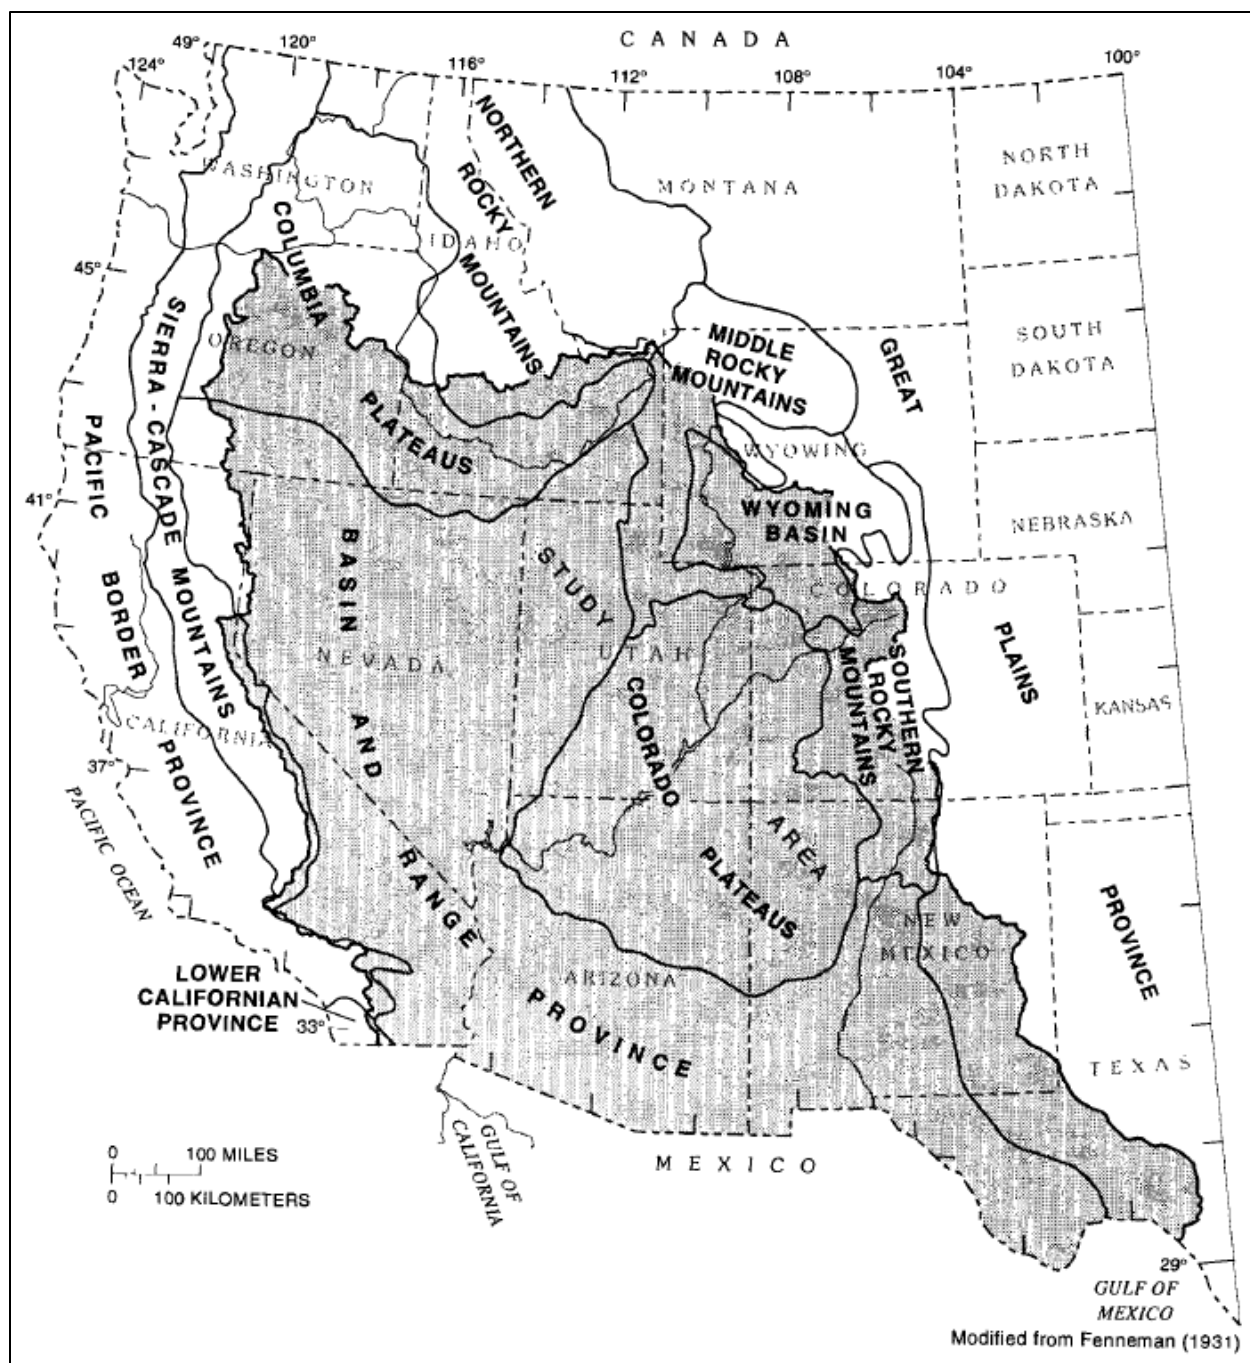 CANADA
49°
124°
120°
116°
112°
108°
104°
100°
NORTHERN
ROCKY
MOUNTAINS
WASHINGTON
MONTANA
NORTH
DAKOTA
COLUMBIA
PLATEAUS
IDAHO
45°
SIERRA - CASCADE
MOUNTAINS
OREGON
MIDDLE
ROCKY
MOUNTAINS
GREAT
PLAINS
PROVINCE
SOUTH
DAKOTA
PACIFIC
BORDER
PROVINCE
WYOMING
41°
WYOMING
BASIN
NEBRASKA
BASIN
AND
RANGE
PROVINCE
STUDY
AREA
COLORADO
NEVADA
UTAH
COLORADO
PLATEAUS
SOUTHERN
ROCKY
MOUNTAINS
KANSAS
CALIFORNIA
37°
PACIFIC OCEAN
NEW
MEXICO
ARIZONA
LOWER
CALIFORNIAN
PROVINCE
33°
TEXAS
GULF OF
CALIFORNIA
MEXICO
0 100 MILES
0 100 KILOMETERS
29°
GULF OF
MEXICO
Modified from Fenneman (1931)